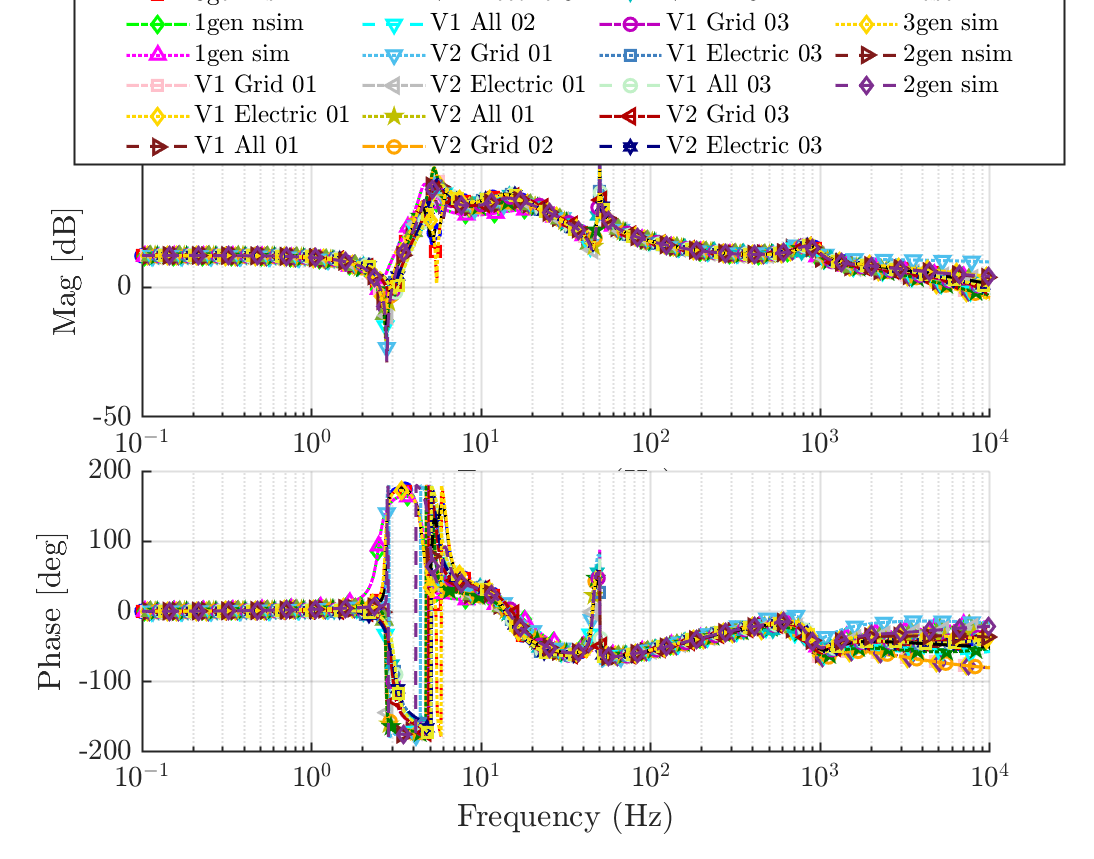 1gen nsim V1 All 02 V1 Grid 03 3gen sim
1gen sim V2 Grid 01 V1 Electric 03 2gen nsim
V1 Grid 01 V2 Electric 01 V1 All 03 2gen sim
V1 Electric 01 V2 All 01 V2 Grid 03
V1 All 01 V2 Grid 02 V2 Electric 03
Mag [dB]
0
-50
10⁻¹ 10⁰ 10¹ 10² 10³ 10⁴
200
100
0
-100
-200
Phase [deg]
10⁻¹ 10⁰ 10¹ 10² 10³ 10⁴
Frequency (Hz)